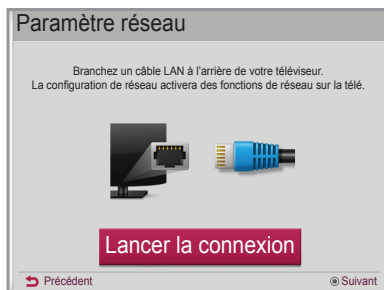 Paramètre réseau
Branchez un câble LAN à l'arrière de votre téléviseur.
La configuration de réseau activera des fonctions de réseau sur la télé.
Lancer la connexion
Précédent
Suivant